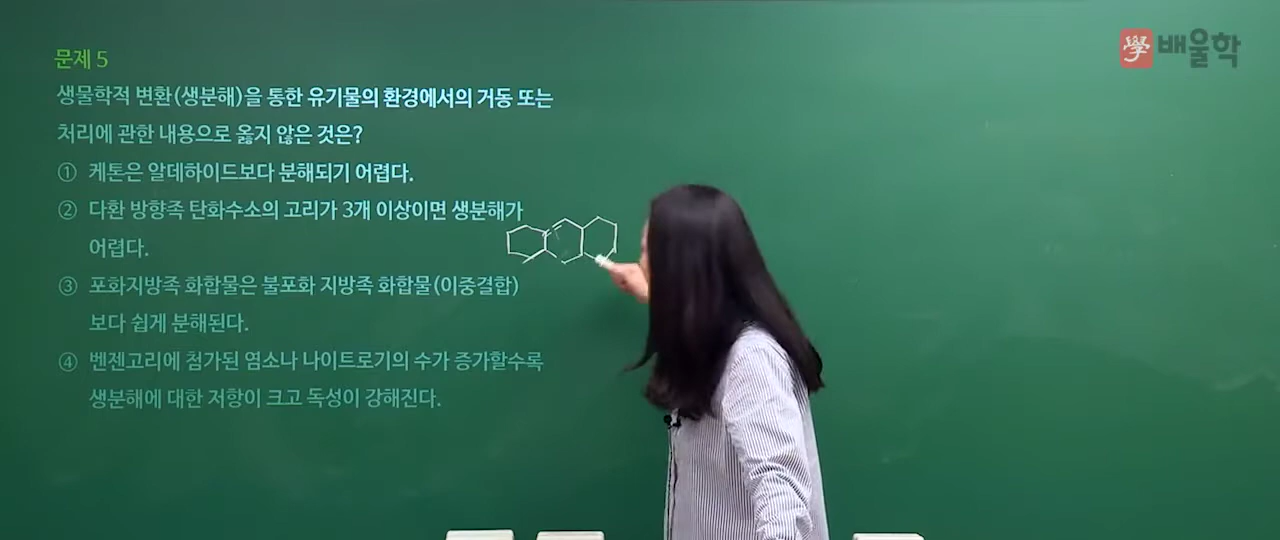 學 배울학
문제 5
생물학적 변환(생분해)을 통한 유기물의 환경에서의 거동 또는
처리에 관한 내용으로 옳지 않은 것은?
① 케톤은 알데하이드보다 분해되기 어렵다.
② 다환 방향족 탄화수소의 고리가 3개 이상이면 생분해가
어렵다.
③ 포화지방족 화합물은 불포화 지방족 화합물(이중결합)
보다 쉽게 분해된다.
④ 벤젠고리에 첨가된 염소나 나이트로기의 수가 증가할수록
생분해에 대한 저항이 크고 독성이 강해진다.